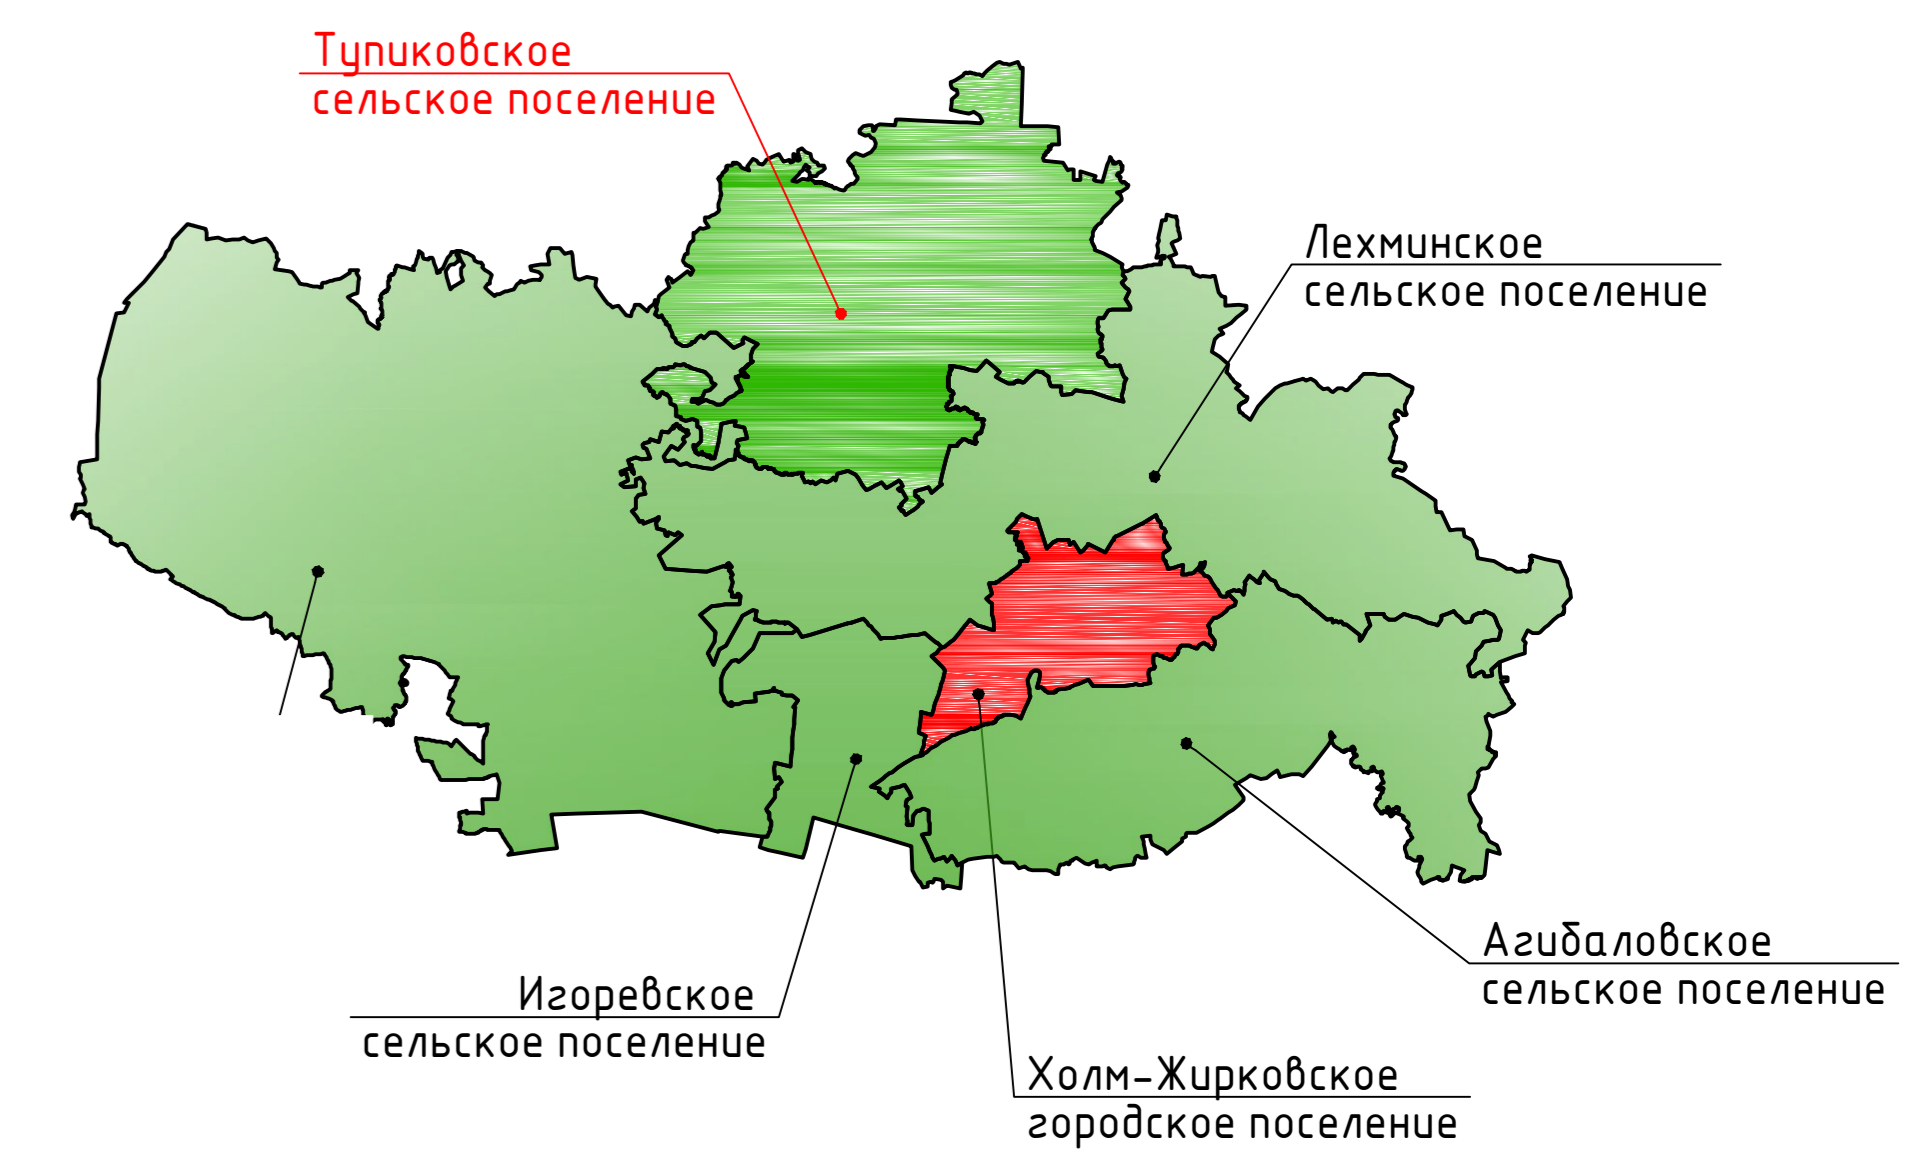 Тупиковское
сельское поселение
Лехминское
сельское поселение
Агибаловское
сельское поселение
Игоревское
сельское поселение
Холм-Жирковское
городское поселение